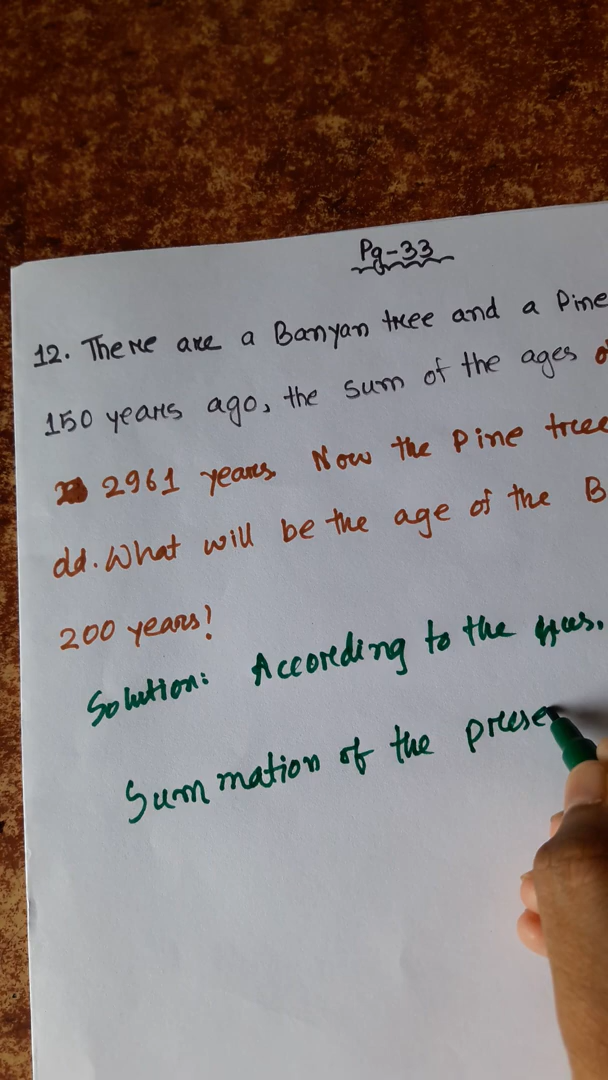 Pg-33
12. There are a Banyan tree and a Pine
150 years ago, the sum of the ages
2961 years. Now the Pine tree
dd. What will be the age of the B
200 years?
Solution: According to the ques.
Summation of the prese